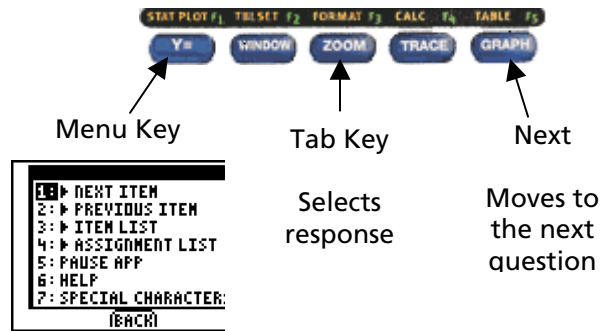 STAT PLOT F1 TBLSET F2 FORMAT F3 CALC F4 TABLE F5
Y= WINDOW ZOOM TRACE GRAPH
Menu Key
Tab Key
Next
1:▶ NEXT ITEM
2:▶ PREVIOUS ITEM
3:▶ ITEM LIST
4:▶ ASSIGNMENT LIST
5:PAUSE APP
6:HELP
7:SPECIAL CHARACTER
(BACK)
Selects
response
Moves to
the next
question